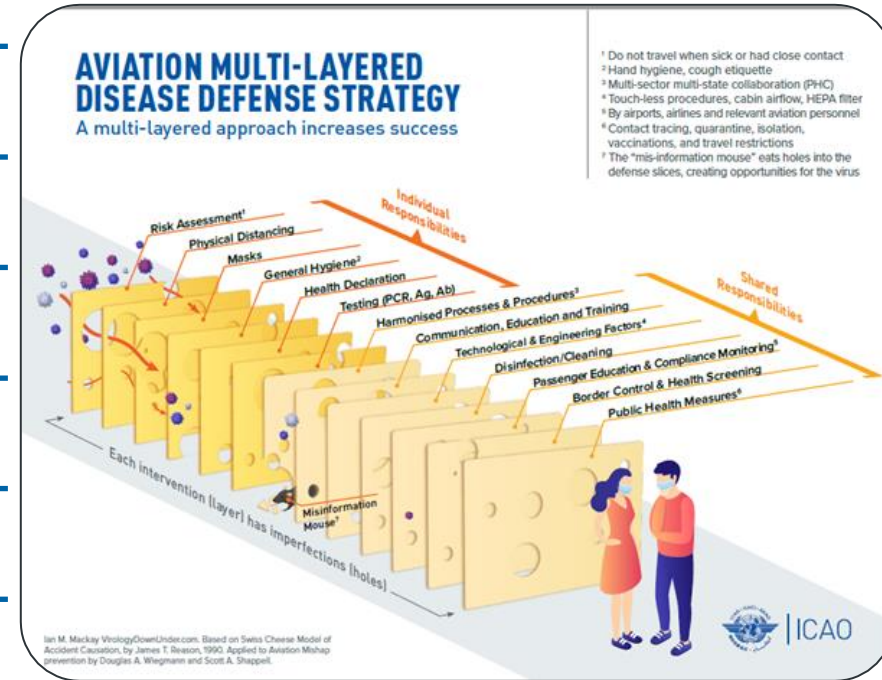 AVIATION MULTI-LAYERED
DISEASE DEFENSE STRATEGY
A multi-layered approach increases success
¹ Do not travel when sick or had close contact
² Hand hygiene, cough etiquette
³ Multi-sector multi-state collaboration (PHC)
⁴ Touch-less procedures, cabin airflow, HEPA filter
⁵ By airports, airlines and relevant aviation personnel
⁶ Contact tracing, quarantine, isolation,
vaccinations, and travel restrictions
⁷ The "mis-information mouse" eats holes into the
defense slices, creating opportunities for the virus
Individual
Responsibilities
Risk Assessment¹
Physical Distancing
Masks
General Hygiene²
Health Declaration
Testing (PCR, Ag, Ab)
Shared
Responsibilities
Harmonised Processes & Procedures³
Communication, Education and Training
Technological & Engineering Factors⁴
Disinfection/Cleaning
Passenger Education & Compliance Monitoring⁵
Border Control & Health Screening
Public Health Measures⁶
Each intervention (layer) has imperfections (holes)
Misinformation
Mouse⁷
Ian M. Mackay VirologyDownUnder.com. Based on Swiss Cheese Model of
Accident Causation, by James T. Reason, 1990. Applied to Aviation Mishap
prevention by Douglas A. Wiegmann and Scott A. Shappell.
ICAO